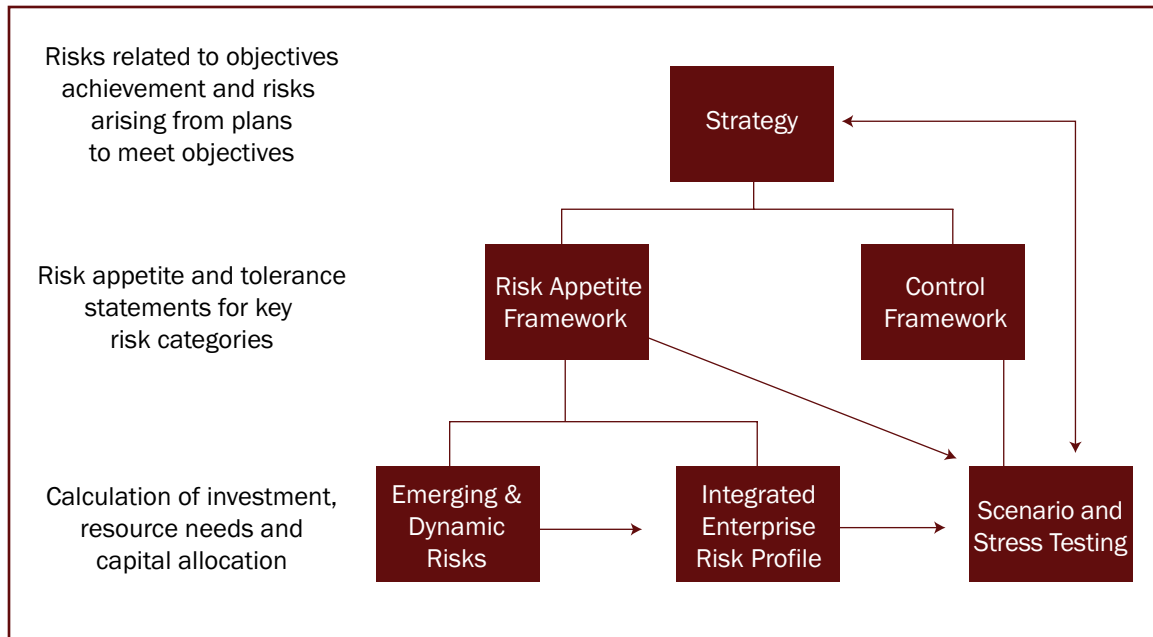 Risks related to objectives
achievement and risks
arising from plans
to meet objectives
Strategy
Risk appetite and tolerance
statements for key
risk categories
Risk Appetite
Framework
Control
Framework
Calculation of investment,
resource needs and
capital allocation
Emerging &
Dynamic
Risks
Integrated
Enterprise
Risk Profile
Scenario and
Stress Testing